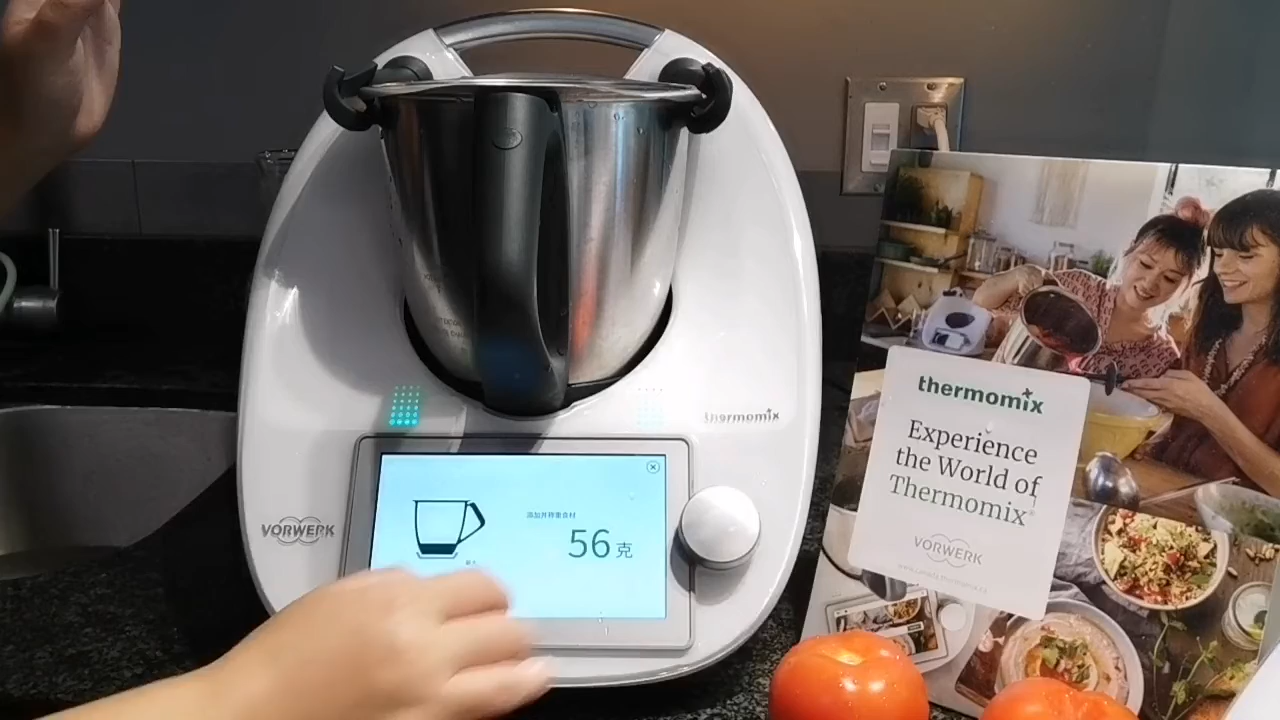 thermomix
VORWERK
添加并称重食材
56 克
thermomix
Experience
the World of
Thermomix®
VORWERK